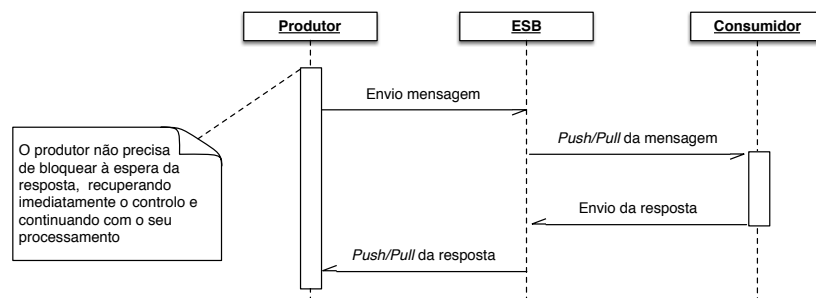 Produtor
ESB
Consumidor
Envio mensagem
Push/Pull da mensagem
O produtor não precisa
de bloquear à espera da
resposta, recuperando
imediatamente o controlo e
continuando com o seu
processamento
Envio da resposta
Push/Pull da resposta